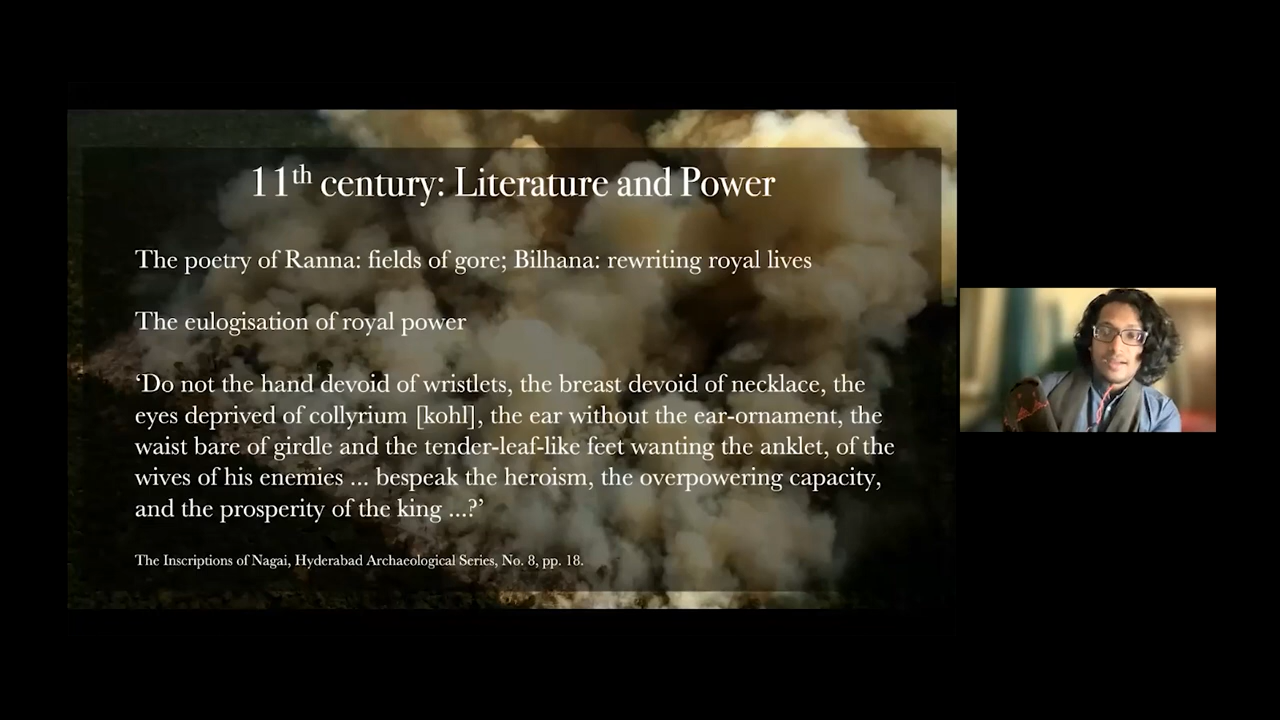 11th century: Literature and Power
The poetry of Ranna: fields of gore; Bilhana: rewriting royal lives
The eulogisation of royal power
‘Do not the hand devoid of wristlets, the breast devoid of necklace, the
eyes deprived of collyrium [kohl], the ear without the ear-ornament, the
waist bare of girdle and the tender-leaf-like feet wanting the anklet, of the
wives of his enemies ... bespeak the heroism, the overpowering capacity,
and the prosperity of the king ...?’
The Inscriptions of Nagai, Hyderabad Archaeological Series, No. 8, pp. 18.